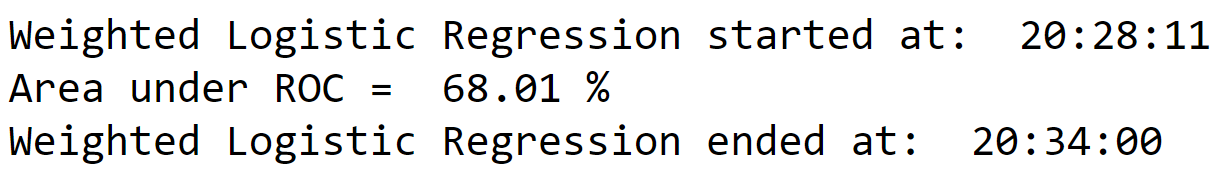 Weighted Logistic Regression started at:  20:28:11
Area under ROC =  68.01 %
Weighted Logistic Regression ended at:  20:34:00